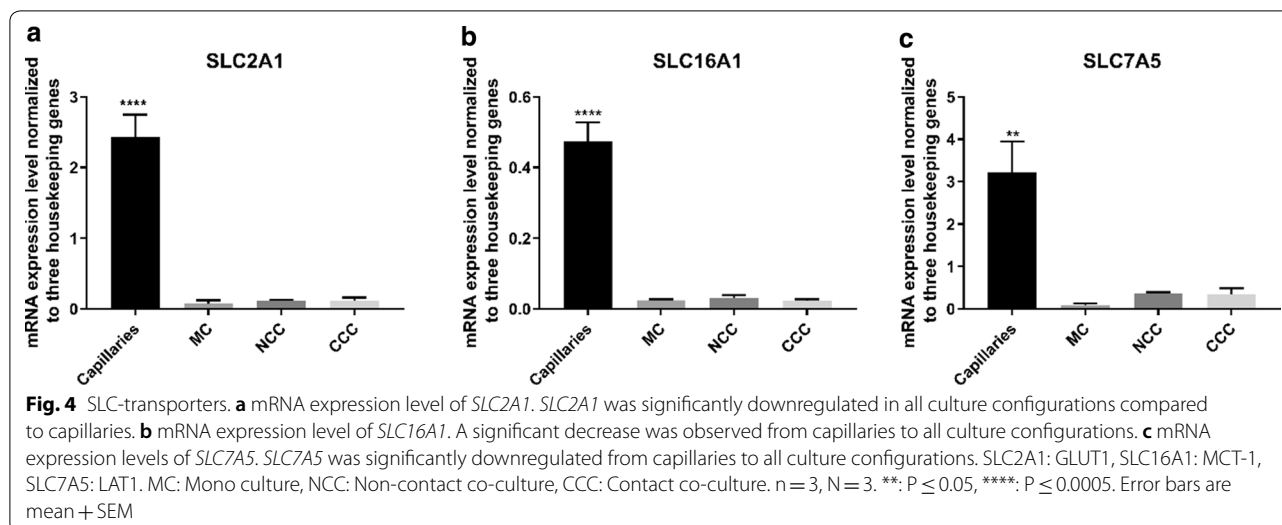 a
SLC2A1
mRNA expression level normalized
to three housekeeping genes
3
2
1
0
****
Capillaries
MC
NCC
CCC
b
SLC16A1
mRNA expression level normalized
to three housekeeping genes
0.6
0.4
0.2
0.0
****
Capillaries
MC
NCC
CCC
c
SLC7A5
mRNA expression level normalized
to three housekeeping genes
5
4
3
2
1
0
**
Capillaries
MC
NCC
CCC
Fig. 4 SLC-transporters. a mRNA expression level of SLC2A1. SLC2A1 was significantly downregulated in all culture configurations compared
to capillaries. b mRNA expression level of SLC16A1. A significant decrease was observed from capillaries to all culture configurations. c mRNA
expression levels of SLC7A5. SLC7A5 was significantly downregulated from capillaries to all culture configurations. SLC2A1: GLUT1, SLC16A1: MCT-1,
SLC7A5: LAT1. MC: Mono culture, NCC: Non-contact co-culture, CCC: Contact co-culture. n = 3, N = 3. **: P ≤ 0.05, ****: P ≤ 0.0005. Error bars are
mean + SEM